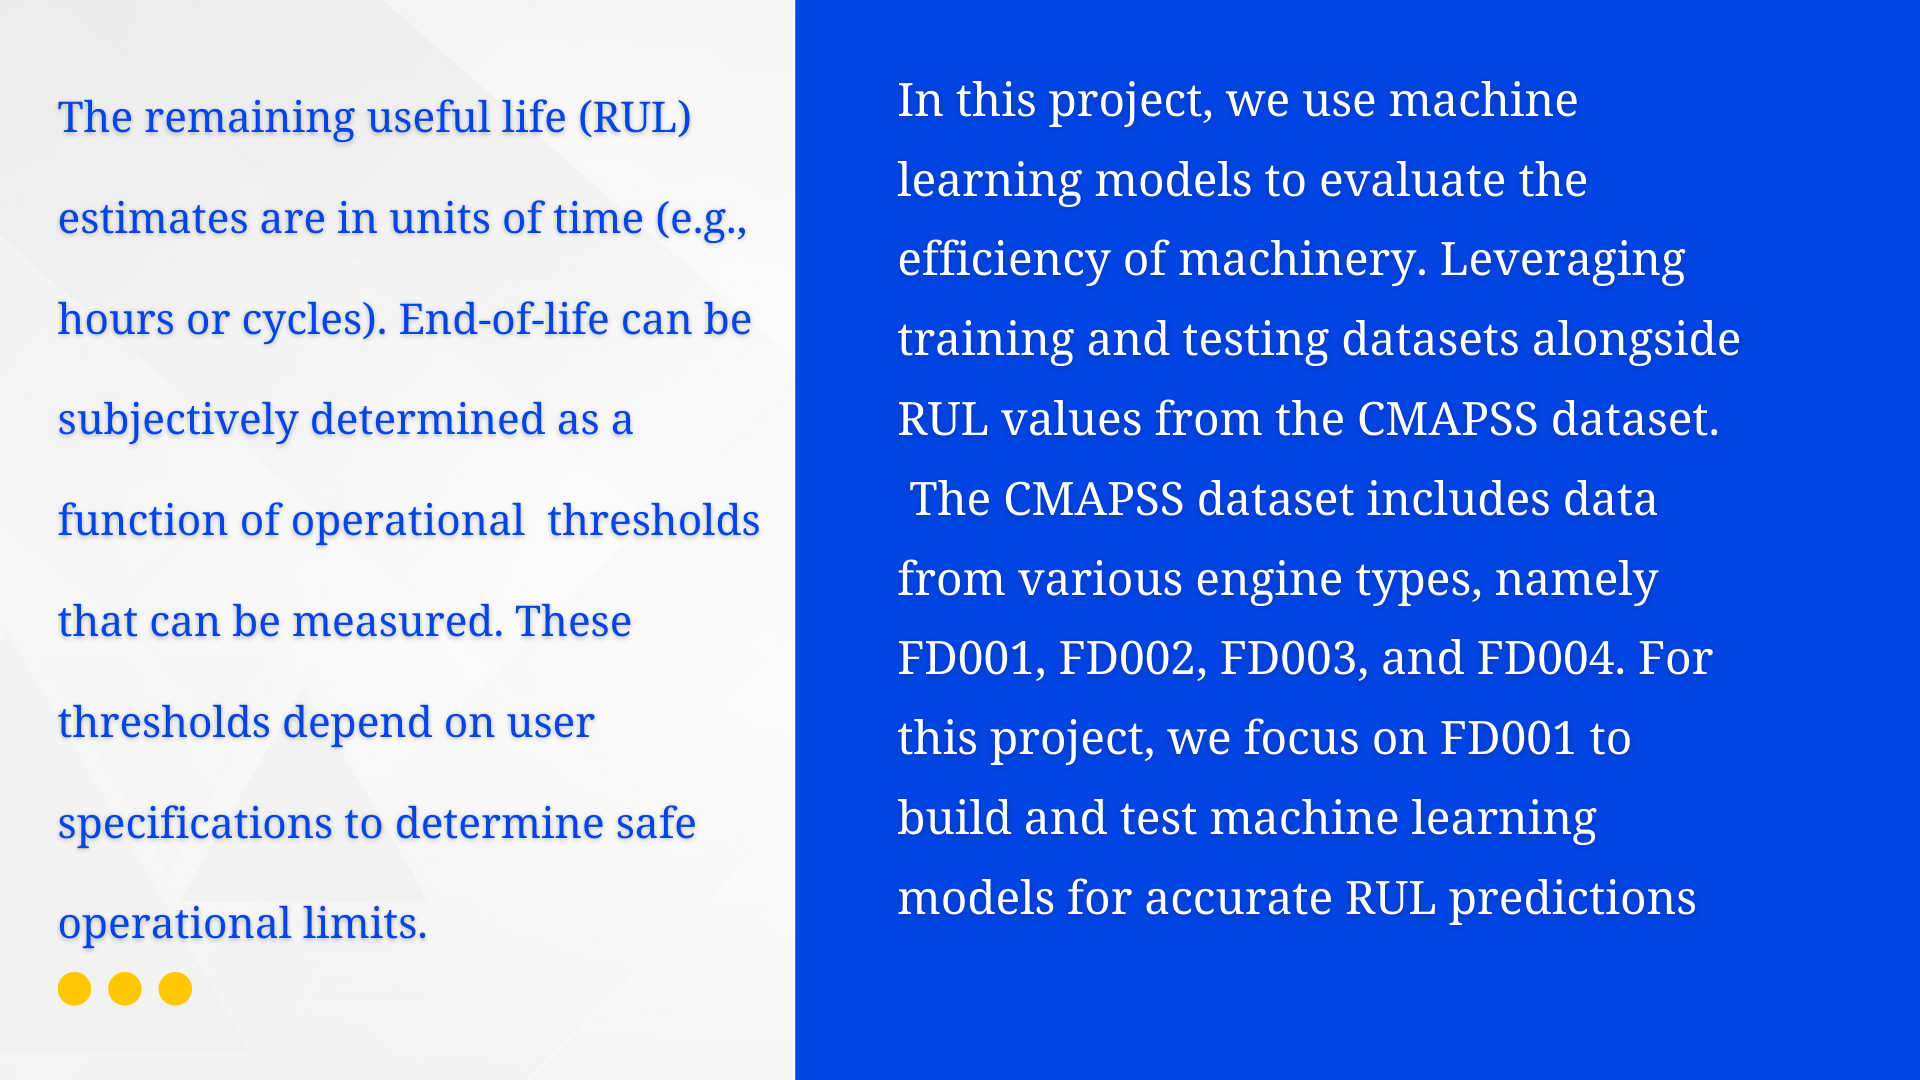 The remaining useful life (RUL)
estimates are in units of time (e.g.,
hours or cycles). End-of-life can be
subjectively determined as a
function of operational  thresholds
that can be measured. These
thresholds depend on user
specifications to determine safe
operational limits.
In this project, we use machine
learning models to evaluate the
efficiency of machinery. Leveraging
training and testing datasets alongside
RUL values from the CMAPSS dataset.
The CMAPSS dataset includes data
from various engine types, namely
FD001, FD002, FD003, and FD004. For
this project, we focus on FD001 to
build and test machine learning
models for accurate RUL predictions